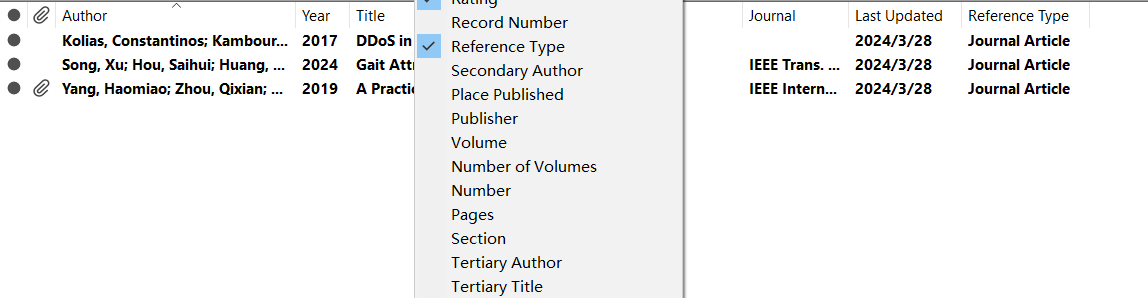 Rating
Author Year Title Journal Last Updated Reference Type
Record Number
Kolias, Constantinos; Kambour... 2017 DDoS in 2024/3/28 Journal Article
Reference Type
Song, Xu; Hou, Saihui; Huang, ... 2024 Gait Attr IEEE Trans. ... 2024/3/28 Journal Article
Secondary Author
Yang, Haomiao; Zhou, Qixian; ... 2019 A Practic IEEE Intern... 2024/3/28 Journal Article
Place Published
Publisher
Volume
Number of Volumes
Number
Pages
Section
Tertiary Author
Tertiary Title